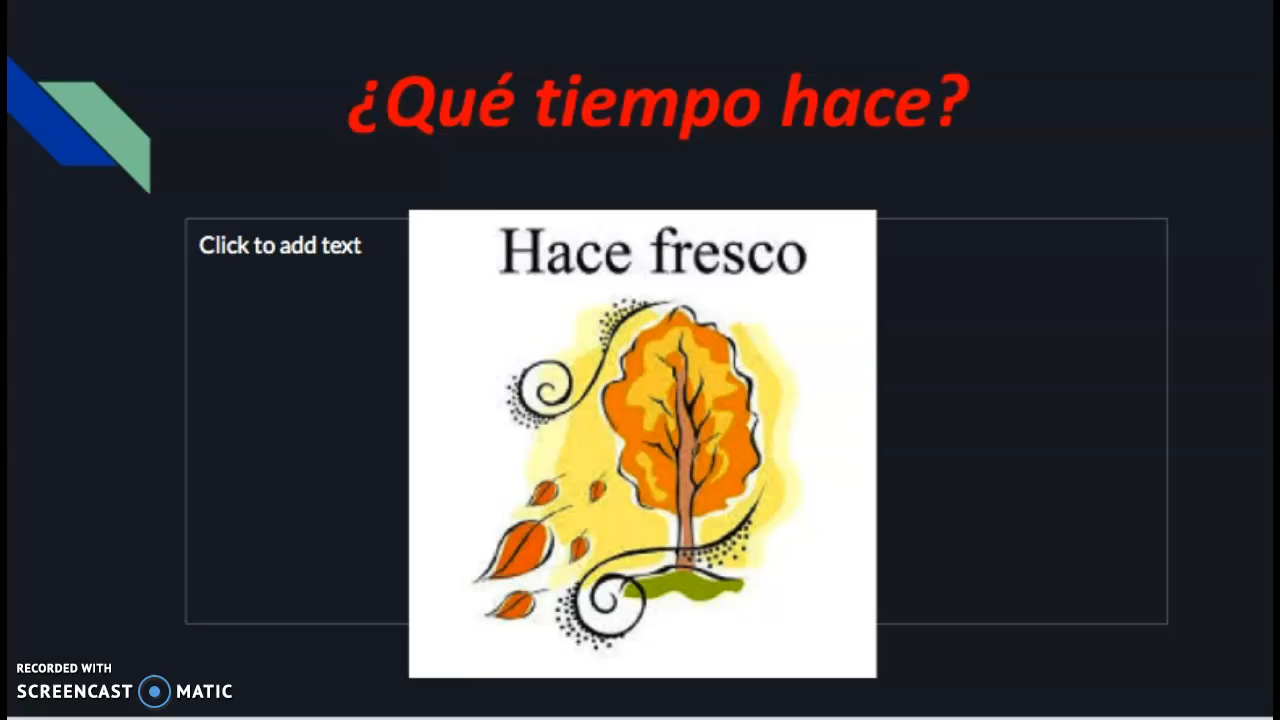 ¿Qué tiempo hace?
Click to add text
Hace fresco
RECORDED WITH
SCREENCAST MATIC